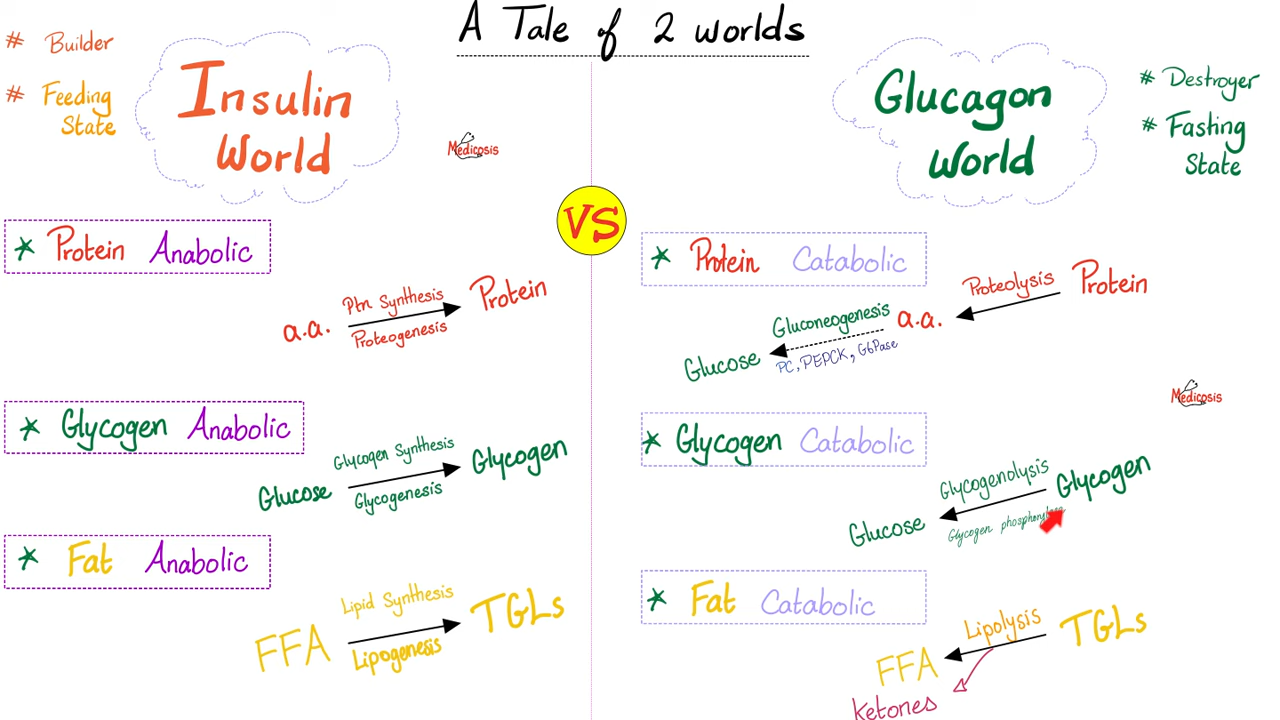 A Tale of 2 worlds
# Builder
# Feeding
State
Insulin
World
Medicosis
VS
Glucagon
World
# Destroyer
# Fasting
State
* Protein Anabolic
a.a.
Ptn Synthesis
Proteogenesis
Protein
* Glycogen Anabolic
Glucose
Glycogen Synthesis
Glycogenesis
Glycogen
* Fat Anabolic
FFA
Lipid Synthesis
Lipogenesis
TGLs
* Protein Catabolic
Protein
Proteolysis
a.a.
Gluconeogenesis
PC, PEPCK, G6Pase
Glucose
Medicosis
* Glycogen Catabolic
Glycogen
Glycogenolysis
Glycogen
Glucose
* Fat Catabolic
TGLs
Lipolysis
FFA
Ketones